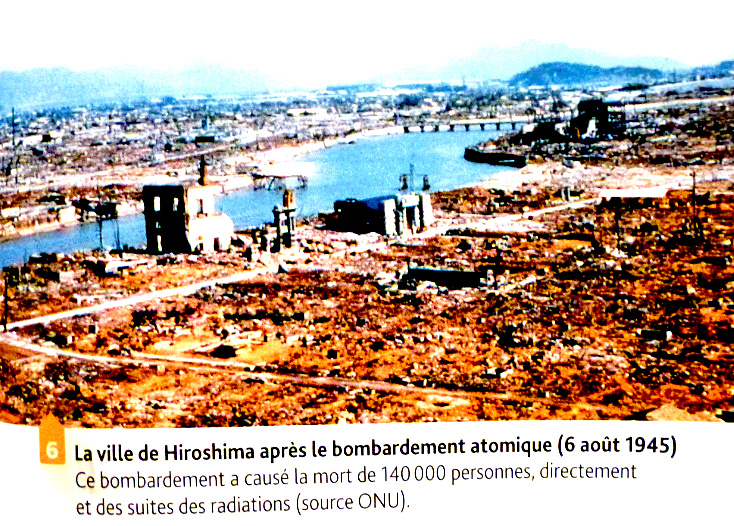 6 La ville de Hiroshima après le bombardement atomique (6 août 1945)
Ce bombardement a causé la mort de 140 000 personnes, directement
et des suites des radiations (source ONU).